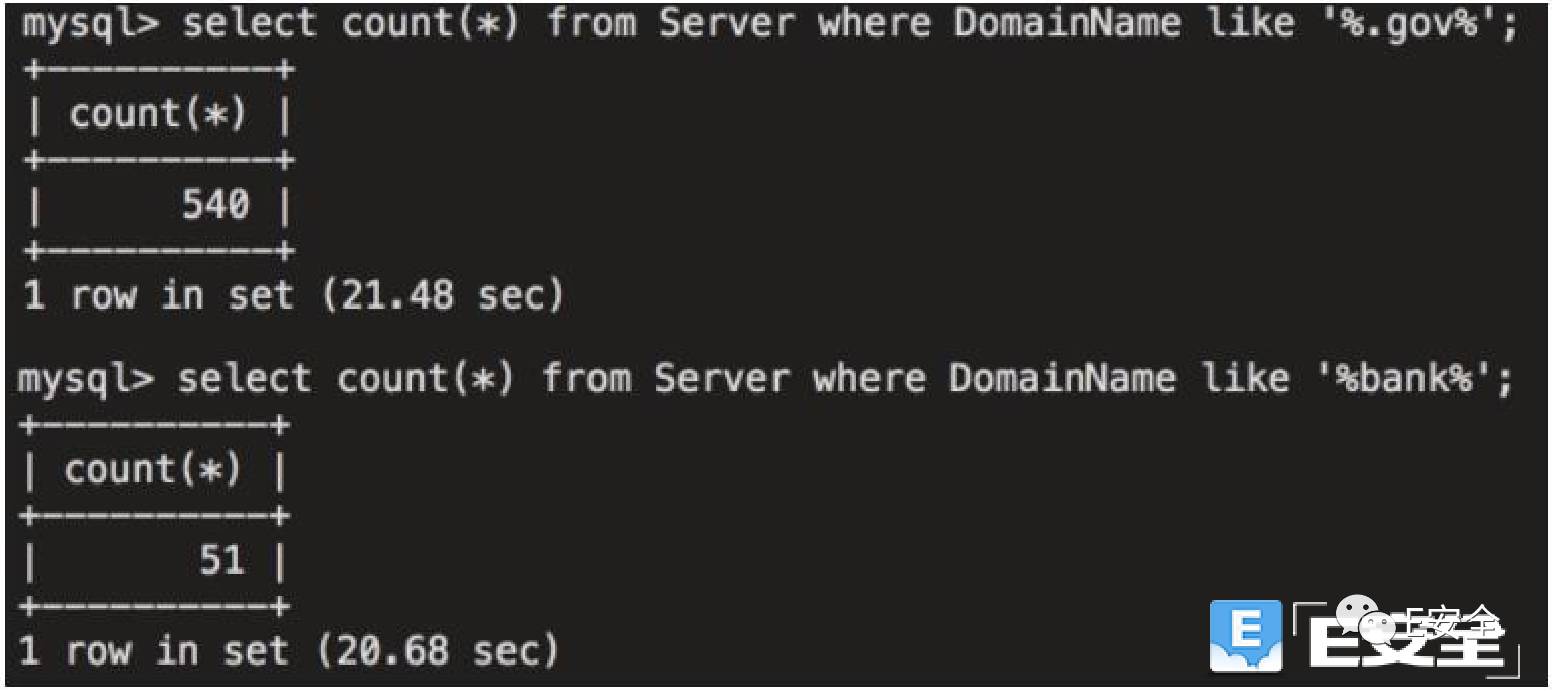 mysql> select count(*) from Server where DomainName like '%.gov%';
+----------+
| count(*) |
+----------+
| 540 |
+----------+
1 row in set (21.48 sec)
mysql> select count(*) from Server where DomainName like '%bank%';
+----------+
| count(*) |
+----------+
| 51 |
+----------+
1 row in set (20.68 sec)
E安全
E E安全